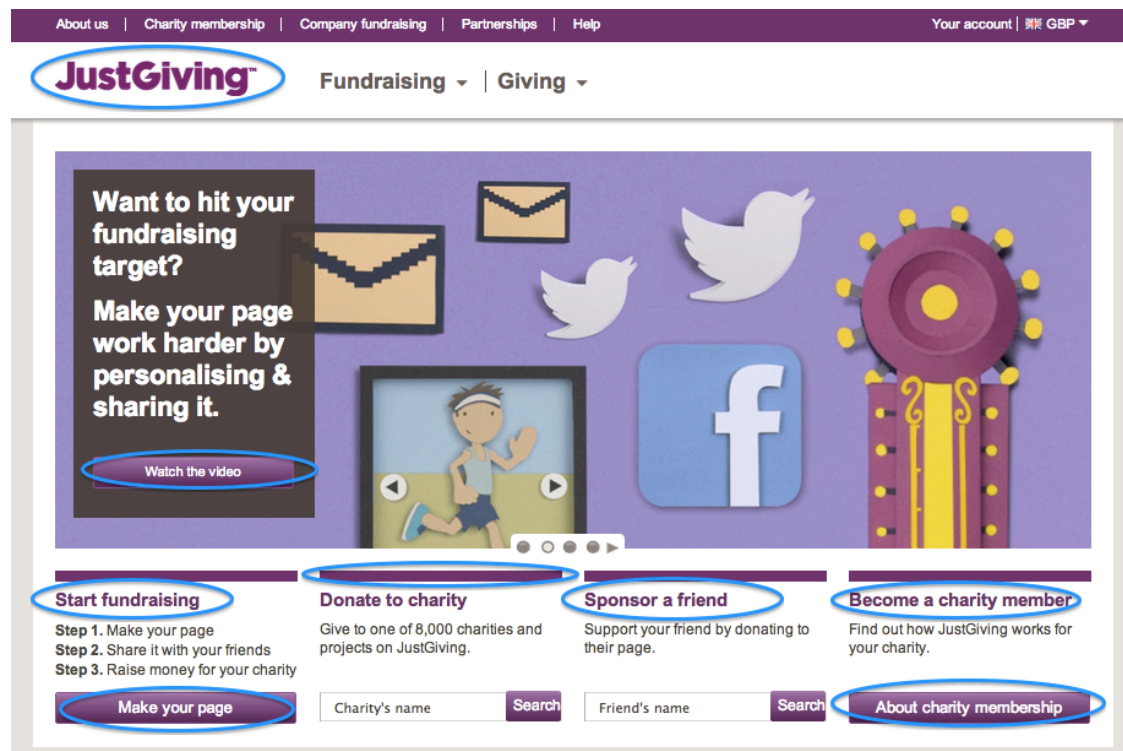 About us | Charity membership | Company fundraising | Partnerships | Help
Your account | GBP
JustGiving™
Fundraising | Giving
Want to hit your
fundraising
target?
Make your page
work harder by
personalising &
sharing it.
Watch the video
f
Start fundraising
Step 1. Make your page
Step 2. Share it with your friends
Step 3. Raise money for your charity
Make your page
Donate to charity
Give to one of 8,000 charities and
projects on JustGiving.
Charity's name
Search
Sponsor a friend
Support your friend by donating to
their page.
Friend's name
Search
Become a charity member
Find out how JustGiving works for
your charity.
About charity membership